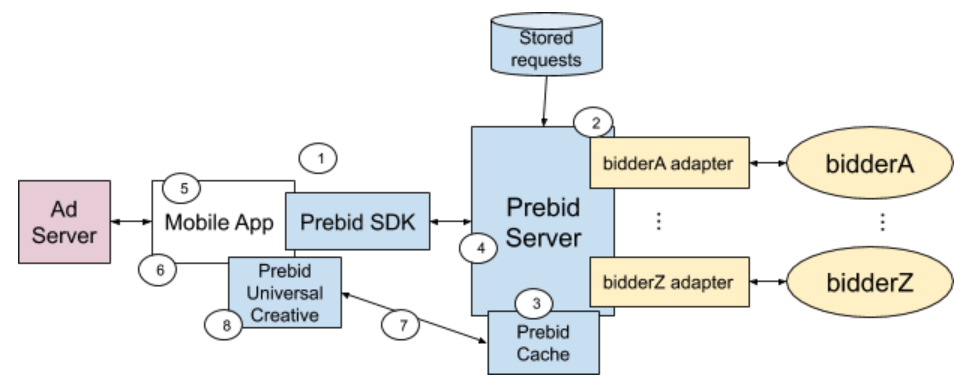 Stored
requests
2
1
bidderA adapter
bidderA
5
Ad
Server
Mobile App
Prebid SDK
Prebid
Server
4
6
Prebid
Universal
Creative
bidderZ adapter
bidderZ
3
8
7
Prebid
Cache